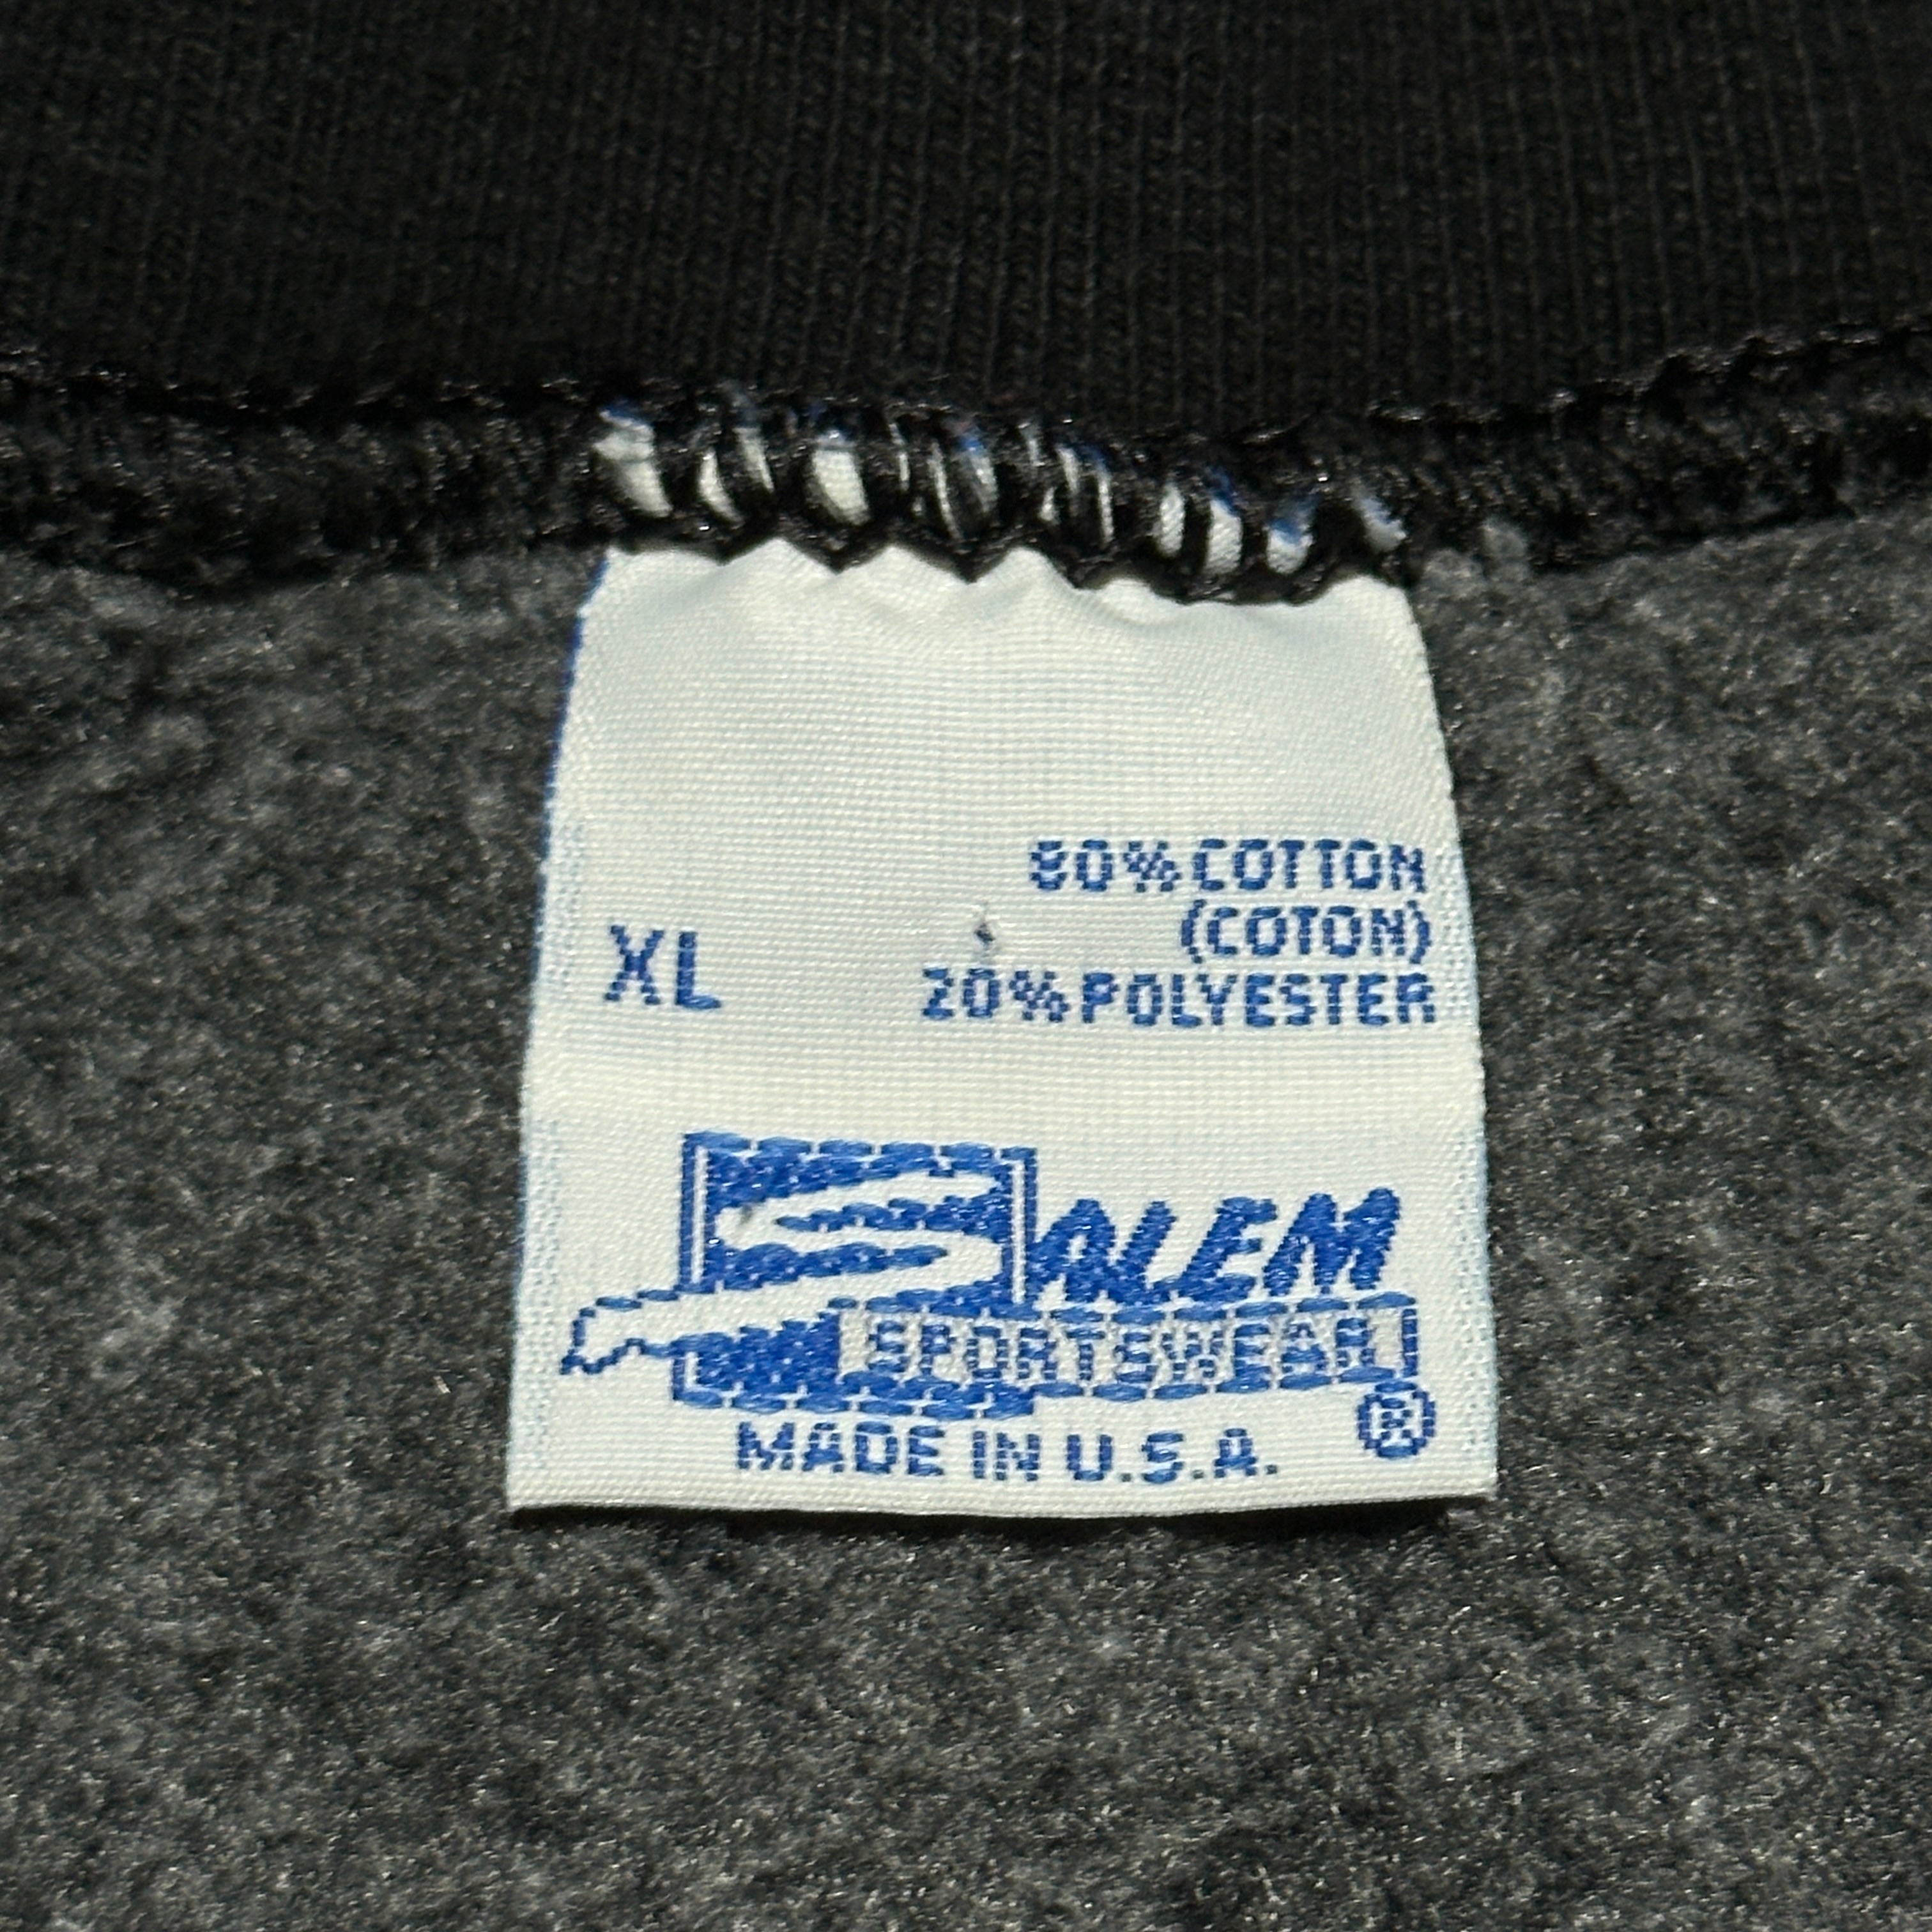 80% COTTON
(COTON)
XL 20% POLYESTER
SALEM
SPORTSWEAR
®
MADE IN U.S.A.